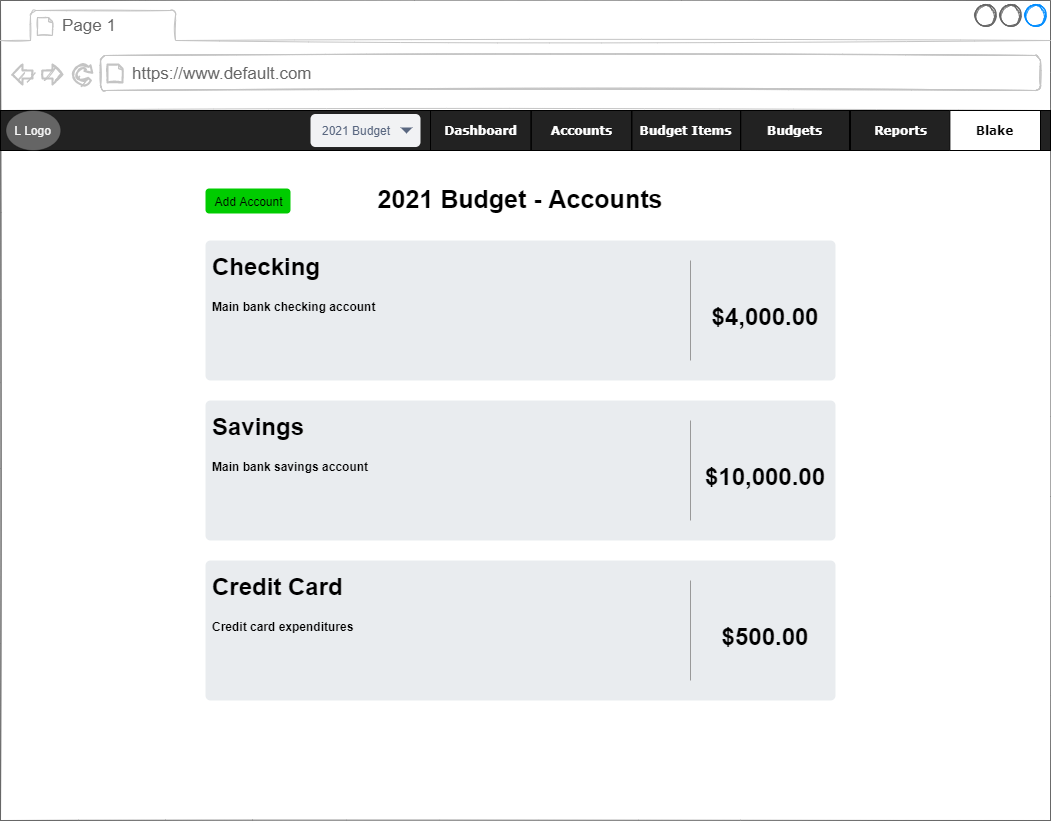 Page 1
https://www.default.com
L Logo
2021 Budget
Dashboard
Accounts
Budget Items
Budgets
Reports
Blake
Add Account
2021 Budget - Accounts
Checking
Main bank checking account
$4,000.00
Savings
Main bank savings account
$10,000.00
Credit Card
Credit card expenditures
$500.00